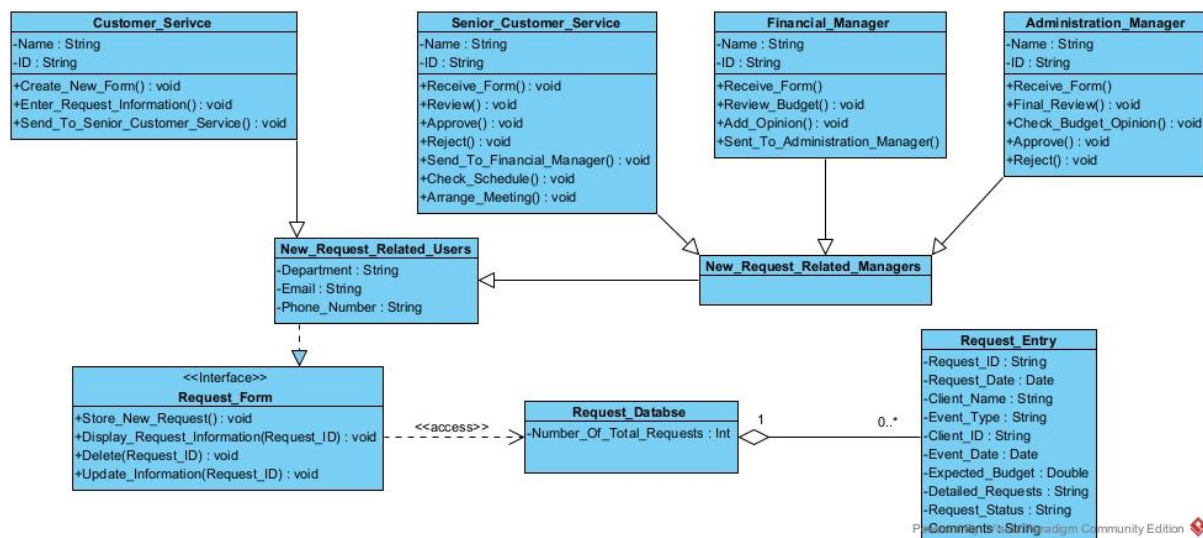 Customer_Serivce
-Name : String
-ID : String
+Create_New_Form() : void
+Enter_Request_Information() : void
+Send_To_Senior_Customer_Service() : void
Senior_Customer_Service
-Name : String
-ID : String
+Receive_Form() : void
+Review() : void
+Approve() : void
+Reject() : void
+Send_To_Financial_Manager() : void
+Check_Schedule() : void
+Arrange_Meeting() : void
Financial_Manager
-Name : String
-ID : String
+Receive_Form()
+Review_Budget() : void
+Add_Opinion() : void
+Sent_To_Administration_Manager()
Administration_Manager
-Name : String
-ID : String
+Receive_Form()
+Final_Review() : void
+Check_Budget_Opinion() : void
+Approve() : void
+Reject() : void
New_Request_Related_Users
-Department : String
-Email : String
-Phone_Number : String
New_Request_Related_Managers
<<Interface>>
Request_Form
+Store_New_Request() : void
+Display_Request_Information(Request_ID) : void
+Delete(Request_ID) : void
+Update_Information(Request_ID) : void
<<access>>
Request_Databse
-Number_Of_Total_Requests : Int
1
0..*
Request_Entry
-Request_ID : String
-Request_Date : Date
-Client_Name : String
-Event_Type : String
-Client_ID : String
-Event_Date : Date
-Expected_Budget : Double
-Detailed_Requests : String
-Request_Status : String
-Comments : String
Paradigm Community Edition